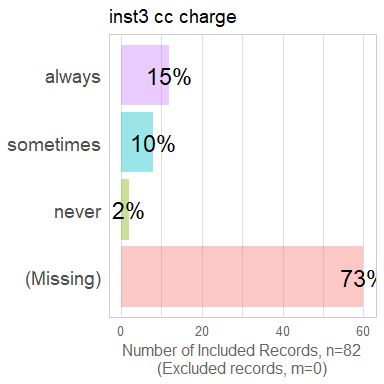 inst3 cc charge
always
15%
sometimes
10%
never
2%
(Missing)
73%
0 20 40 60
Number of Included Records, n=82
(Excluded records, m=0)